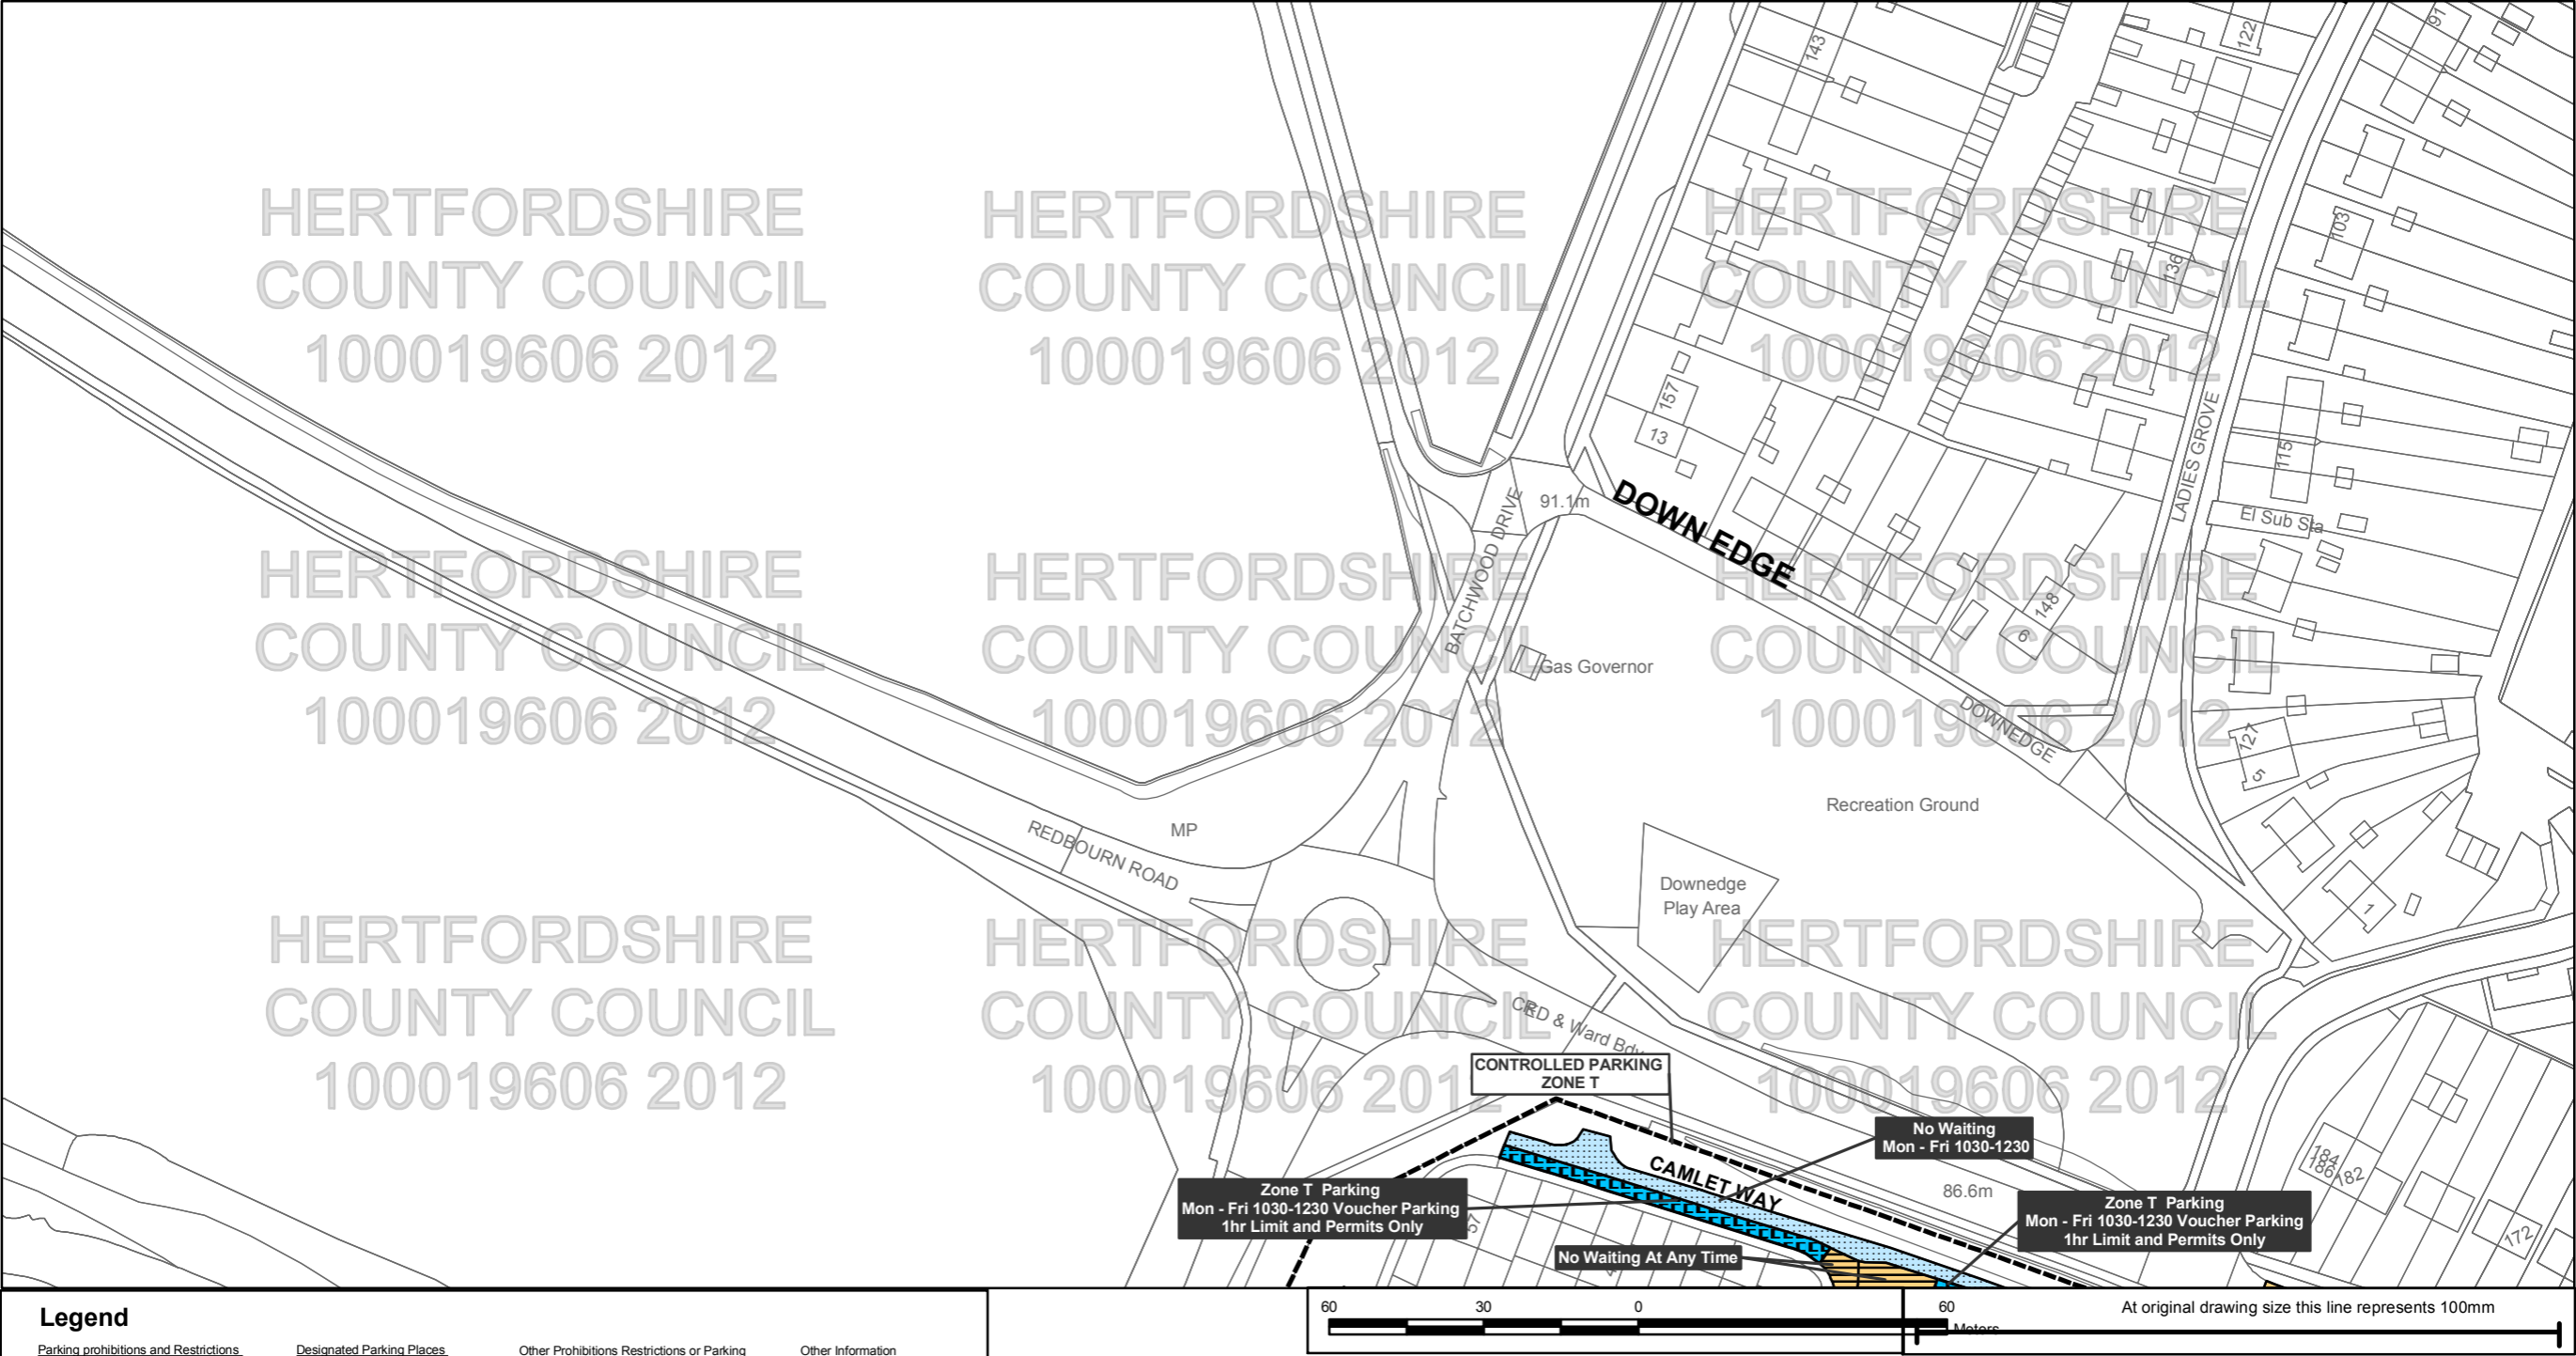 143
122
91
HERTFORDSHIRE
COUNTY COUNCIL
100019606 2012
HERTFORDSHIRE
COUNTY COUNCIL
100019606 2012
HERTFORDSHIRE
COUNTY COUNCIL
100019606 2012
103
136
157
13
115
LADIES GROVE
El Sub Sta
91.1m
DOWN EDGE
BATCHWOOD DRIVE
HERTFORDSHIRE
COUNTY COUNCIL
100019606 2012
HERTFORDSHIRE
COUNTY COUNCIL
100019606 2012
HERTFORDSHIRE
COUNTY COUNCIL
100019606 2012
148
6
Gas Governor
DOWNEDGE
127
5
Recreation Ground
MP
REDBOURN ROAD
Downedge
Play Area
1
HERTFORDSHIRE
COUNTY COUNCIL
100019606 2012
HERTFORDSHIRE
COUNTY COUNCIL
100019606 2012
HERTFORDSHIRE
COUNTY COUNCIL
100019606 2012
& Ward Bdy
CONTROLLED PARKING
ZONE T
No Waiting
Mon - Fri 1030-1230
CAMLET WAY
86.6m
184
186
182
172
Zone T Parking
Mon - Fri 1030-1230 Voucher Parking
1hr Limit and Permits Only
57
Zone T Parking
Mon - Fri 1030-1230 Voucher Parking
1hr Limit and Permits Only
No Waiting At Any Time
Legend
Parking prohibitions and Restrictions
Designated Parking Places
Other Prohibitions Restrictions or Parking
Other Information
60 30 0 60
Meters
At original drawing size this line represents 100mm